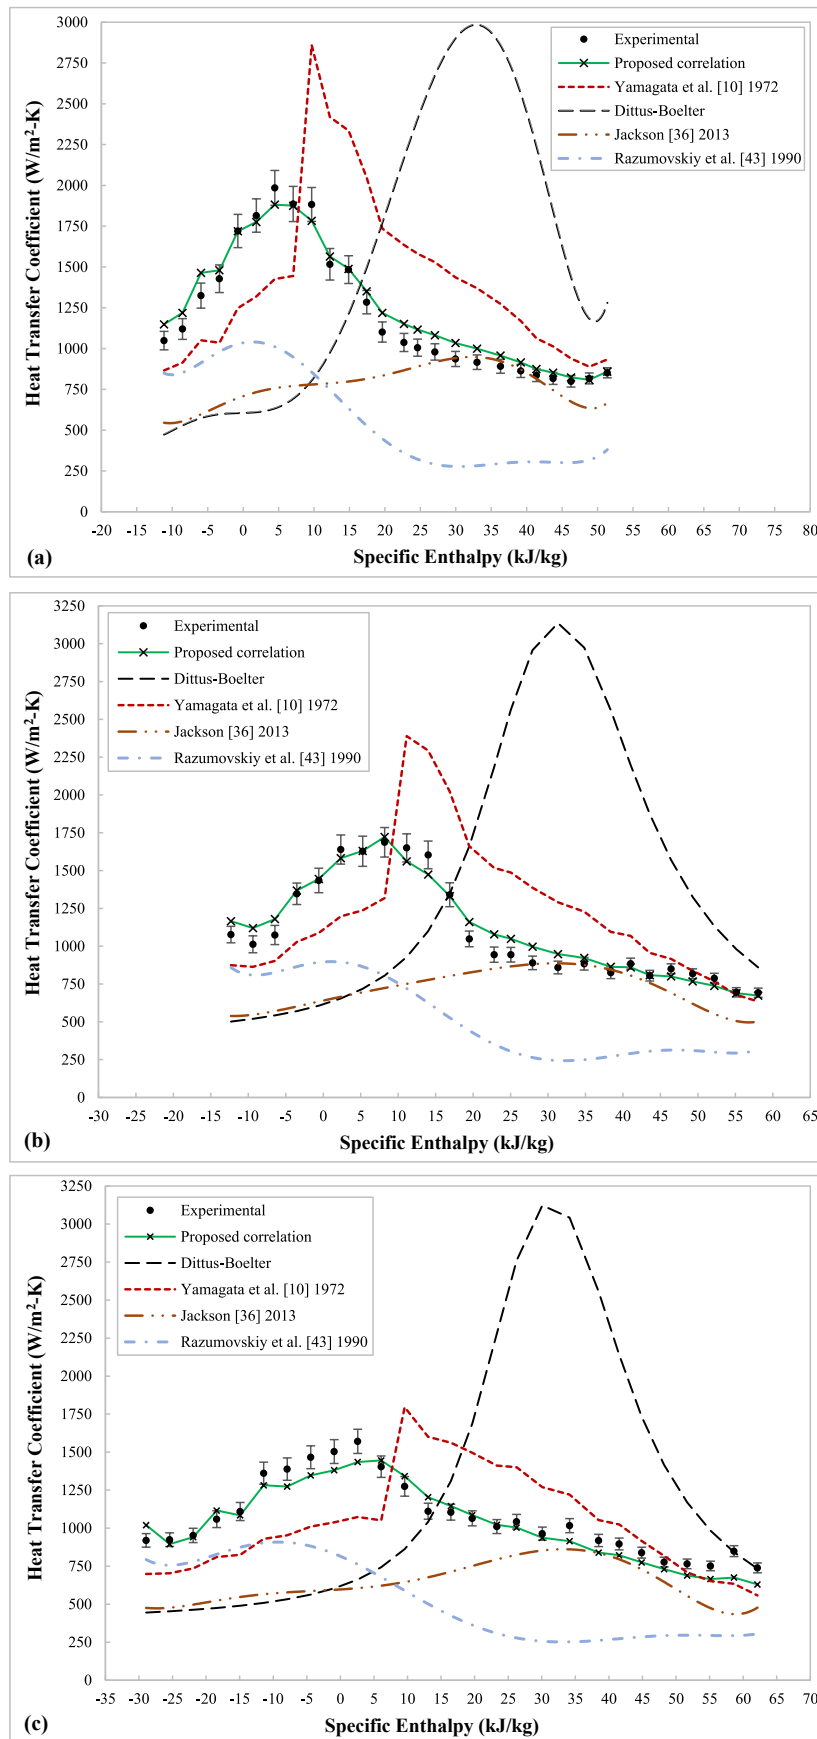 Heat Transfer Coefficient (W/m²-K)
3000
2750
2500
2250
2000
1750
1500
1250
1000
750
500
250
0
Experimental
Proposed correlation
Yamagata et al. [10] 1972
Dittus-Boelter
Jackson [36] 2013
Razumovskiy et al. [43] 1990
-20 -15 -10 -5 0 5 10 15 20 25 30 35 40 45 50 55 60 65 70 75 80
Specific Enthalpy (kJ/kg)
(a)
Heat Transfer Coefficient (W/m²-K)
3250
3000
2750
2500
2250
2000
1750
1500
1250
1000
750
500
250
0
Experimental
Proposed correlation
Dittus-Boelter
Yamagata et al. [10] 1972
Jackson [36] 2013
Razumovskiy et al. [43] 1990
-30 -25 -20 -15 -10 -5 0 5 10 15 20 25 30 35 40 45 50 55 60 65
Specific Enthalpy (kJ/kg)
(b)
Heat Transfer Coefficient (W/m²-K)
3250
3000
2750
2500
2250
2000
1750
1500
1250
1000
750
500
250
0
Experimental
Proposed correlation
Dittus-Boelter
Yamagata et al. [10] 1972
Jackson [36] 2013
Razumovskiy et al. [43] 1990
-35 -30 -25 -20 -15 -10 -5 0 5 10 15 20 25 30 35 40 45 50 55 60 65 70
Specific Enthalpy (kJ/kg)
(c)